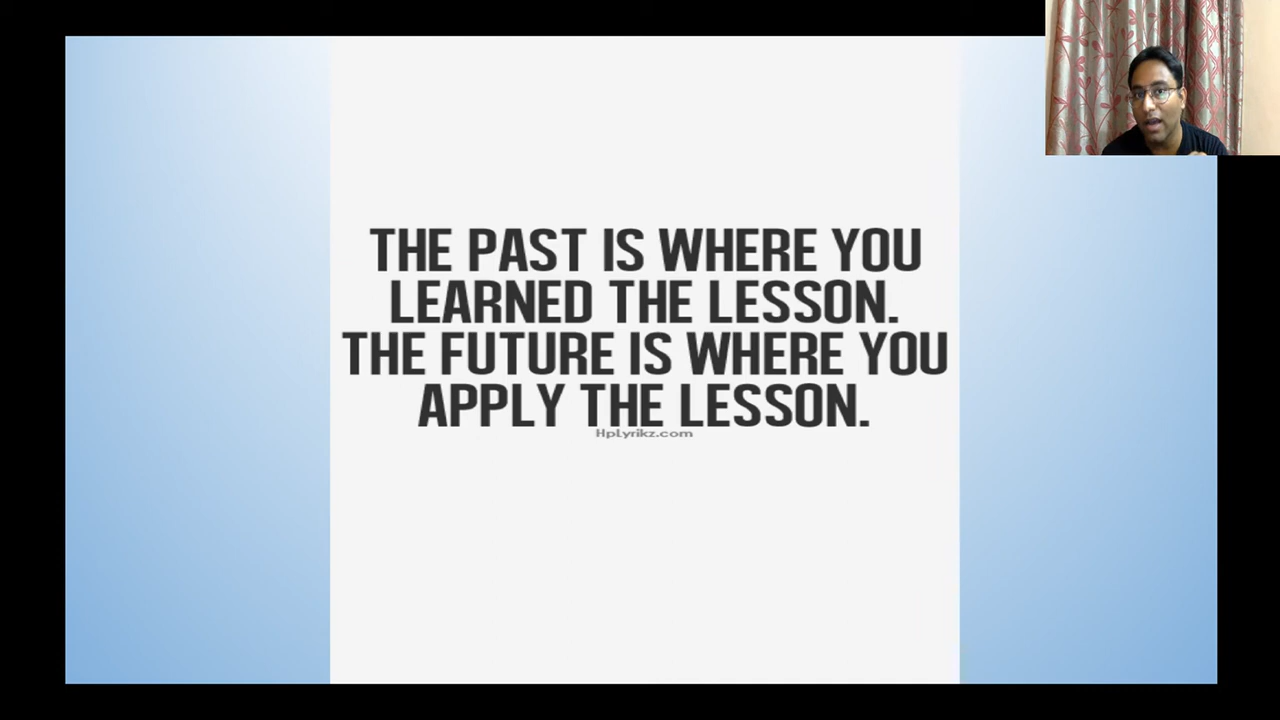 THE PAST IS WHERE YOU
LEARNED THE LESSON.
THE FUTURE IS WHERE YOU
APPLY THE LESSON.
HpLyrikz.com